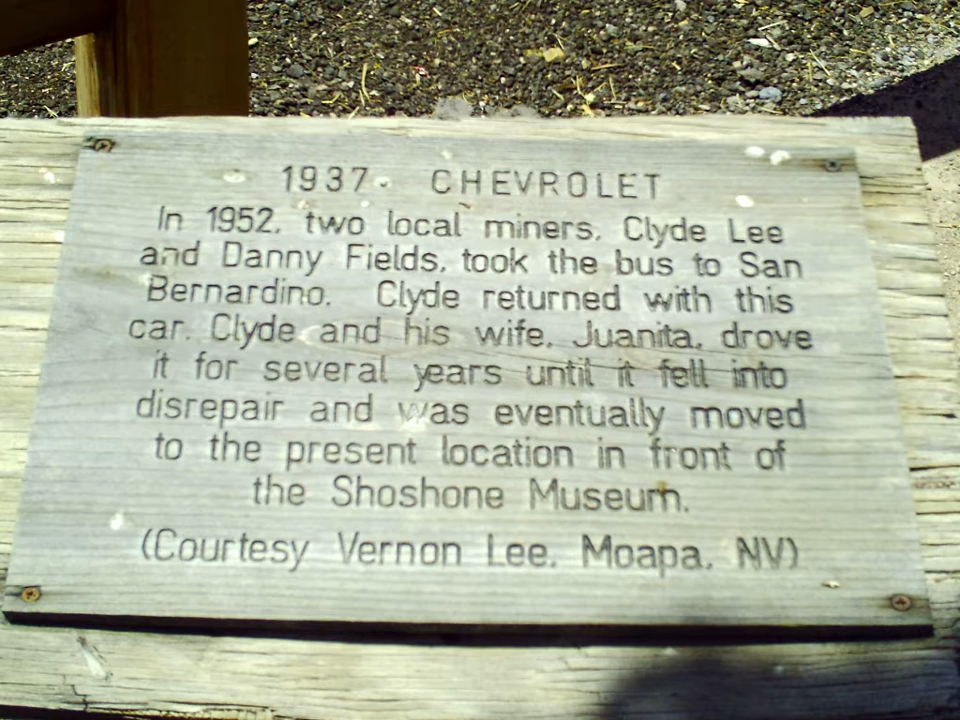 1937 CHEVROLET
In 1952, two local miners, Clyde Lee
and Danny Fields, took the bus to San
Bernardino. Clyde returned with this
car. Clyde and his wife, Juanita, drove
it for several years until it fell into
disrepair and was eventually moved
to the present location in front of
the Shoshone Museum.
(Courtesy Vernon Lee, Moapa, NV)